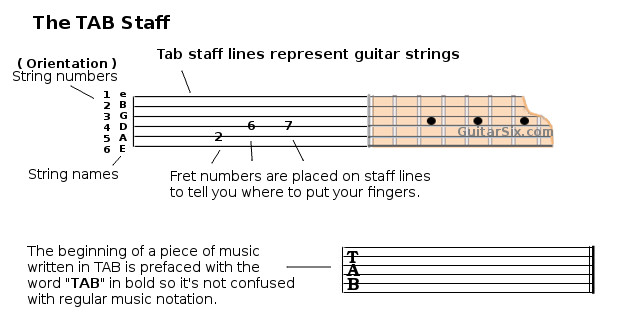 The TAB Staff
Tab staff lines represent guitar strings
( Orientation )
String numbers
1 e
2 B
3 G
4 D
5 A
6 E
2
6
7
GuitarSix.com
String names
Fret numbers are placed on staff lines
to tell you where to put your fingers.
The beginning of a piece of music
written in TAB is prefaced with the
word "TAB" in bold so it's not confused
with regular music notation.
T
A
B